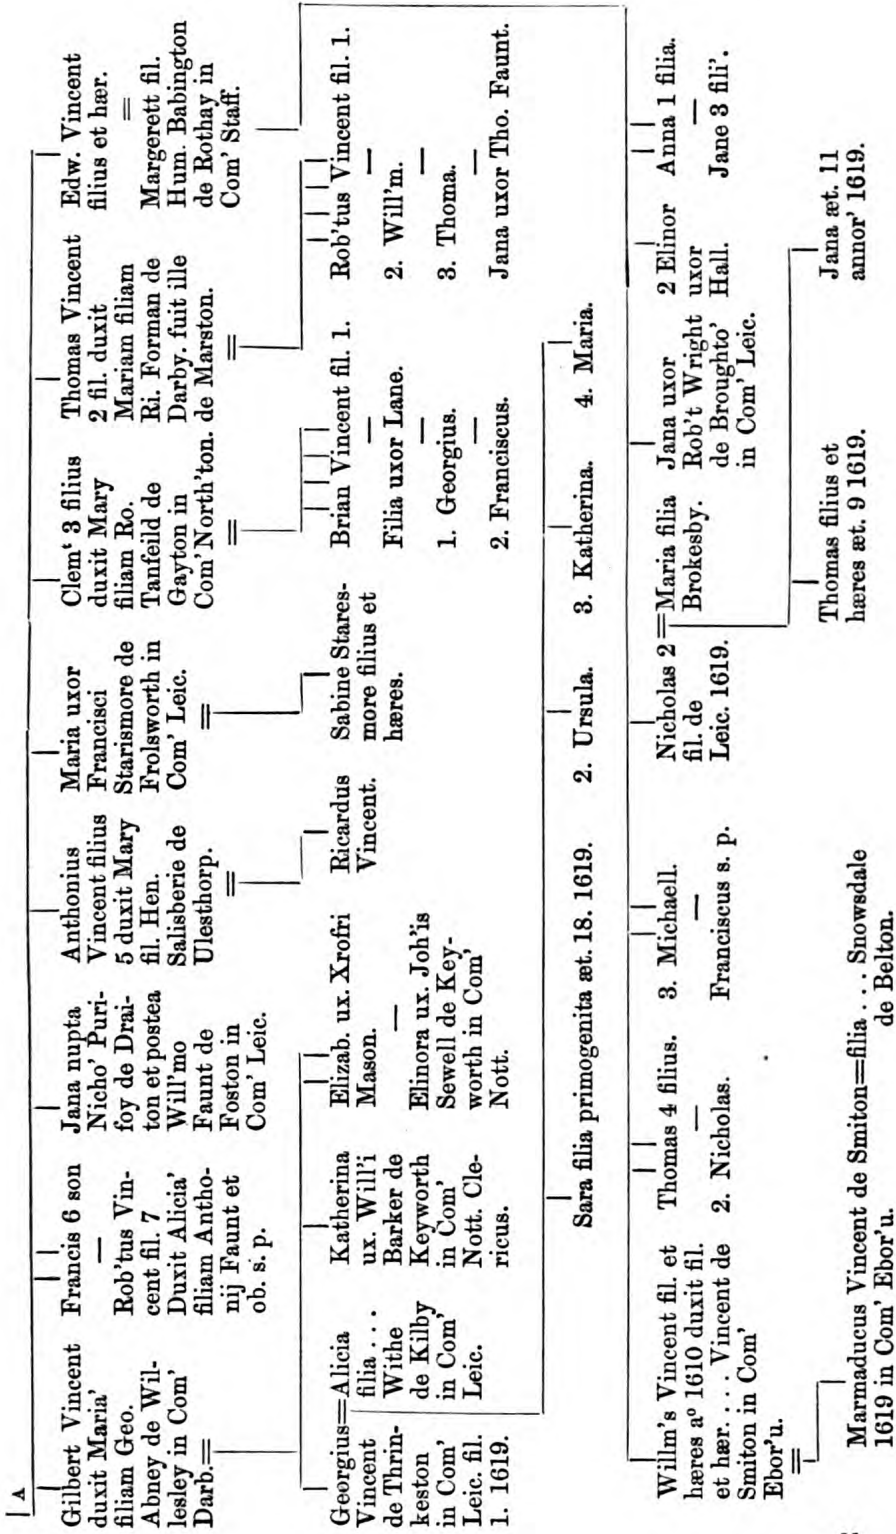 A
Gilbert Vincent
duxit Maria'
filiam Geo.
Abney de Wil-
lesley in Com'
Darb.
Francis 6 son
—
Rob'tus Vin-
cent fil. 7
Duxit Alicia'
filiam Antho-
nij Faunt et
ob. s. p.
Jana nupta
Nicho' Puri-
foy de Drai-
ton et postea
Will'mo
Faunt de
Foston in
Com' Leic.
Anthonius
Vincent filius
5 duxit Mary
fil. Hen.
Salisberie de
Ulesthorp.
Maria uxor
Francisci
Starismore de
Frolsworth in
Com' Leic.
Clem' 3 filius
duxit Mary
filiam Ro.
Tanfeild de
Gayton in
Com' North'ton.
Thomas Vincent
2 fil. duxit
Mariam filiam
Ri. Forman de
Darby. fuit ille
de Marston.
Edw. Vincent
filius et hær.
=
Margerett fil.
Hum. Babington
de Rothay in
Com' Staff.
Georgius=Alicia
Vincent filia . . .
de Thrin- Withe
keston de Kilby
in Com' in Com'
Leic. fil. Leic.
1. 1619.
Katherina
ux. Will'i
Barker de
Keyworth
in Com'
Nott. Cle-
ricus.
Elizab. ux. Xrofri
Mason.
—
Elinora ux. Joh'is
Sewell de Key-
worth in Com'
Nott.
Ricardus
Vincent.
Sabine Stares-
more filius et
hæres.
Brian Vincent fil. 1.
—
Filia uxor Lane.
—
1. Georgius.
—
2. Franciscus.
Rob'tus Vincent fil. 1.
—
2. Will'm.
—
3. Thoma.
—
Jana uxor Tho. Faunt.
Sara filia primogenita æt. 18. 1619. 2. Ursula. 3. Katherina. 4. Maria.
Willm's Vincent fil. et
hæres aº 1610 duxit fil.
et hær. . . . Vincent de
Smiton in Com'
Ebor'u.
Thomas 4 filius.
—
2. Nicholas.
3. Michaell.
—
Franciscus s. p.
Nicholas 2=Maria filia
fil. de Brokesby.
Leic. 1619.
Jana uxor
Rob't Wright
de Broughto'
in Com' Leic.
2 Elinor
uxor
Hall.
Anna 1 filia.
—
Jane 3 fili'.
Marmaducus Vincent de Smiton=filia . . . Snowsdale
1619 in Com' Ebor'u. de Belton.
Thomas filius et
hæres æt. 9 1619.
Jana æt. 11
annor' 1619.